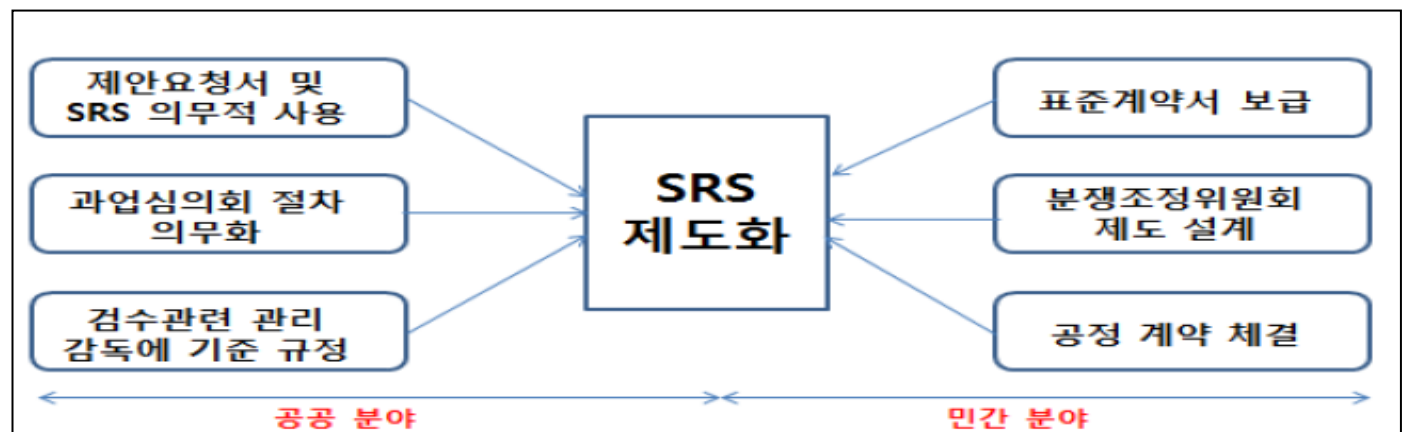 제안요청서 및
SRS 의무적 사용
과업심의회 절차
의무화
검수관련 관리
감독에 기준 규정
SRS
제도화
표준계약서 보급
분쟁조정위원회
제도 설계
공정 계약 체결
공공 분야
민간 분야